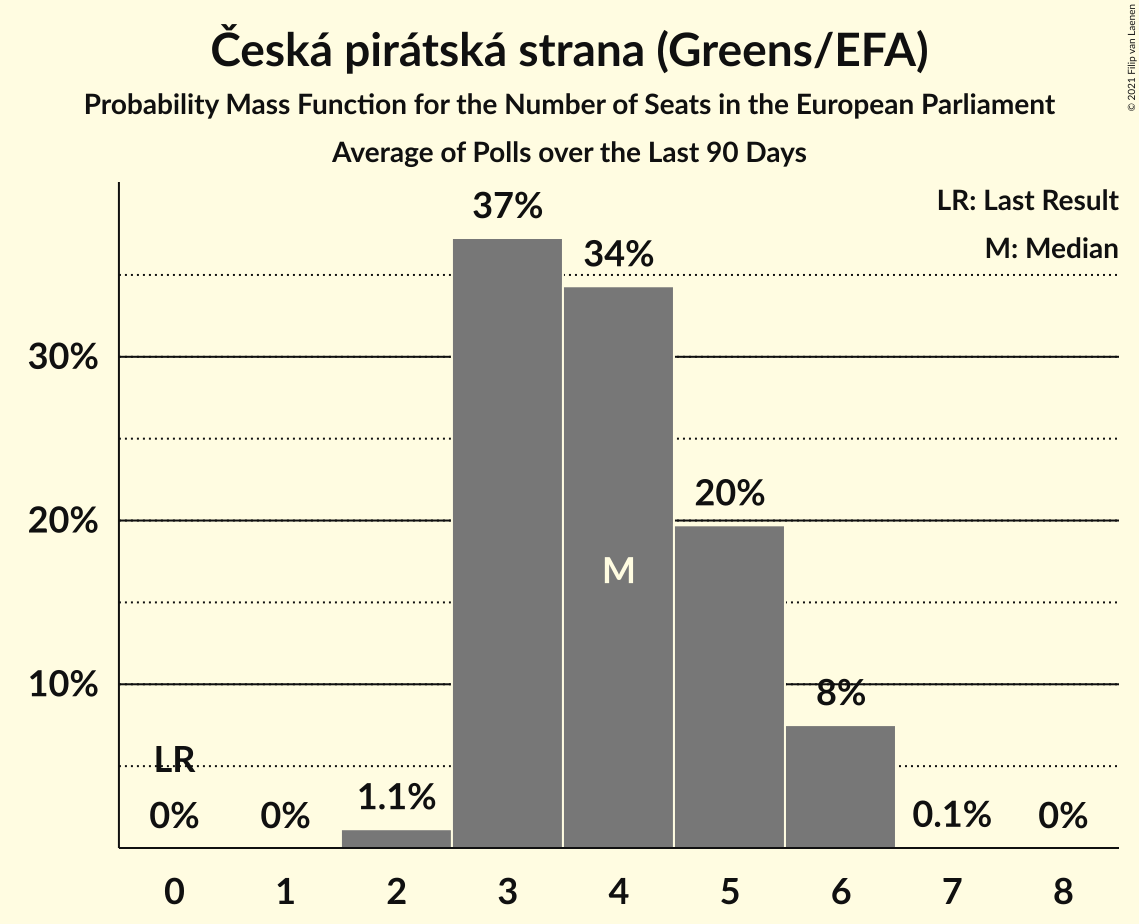 Česká pirátská strana (Greens/EFA)
Probability Mass Function for the Number of Seats in the European Parliament
Average of Polls over the Last 90 Days
© 2021 Filip van Laenen
LR: Last Result
M: Median
37%
34%
30%
20%
20%
M
10%
8%
LR
0%
0%
1.1%
0.1%
0%
0 1 2 3 4 5 6 7 8